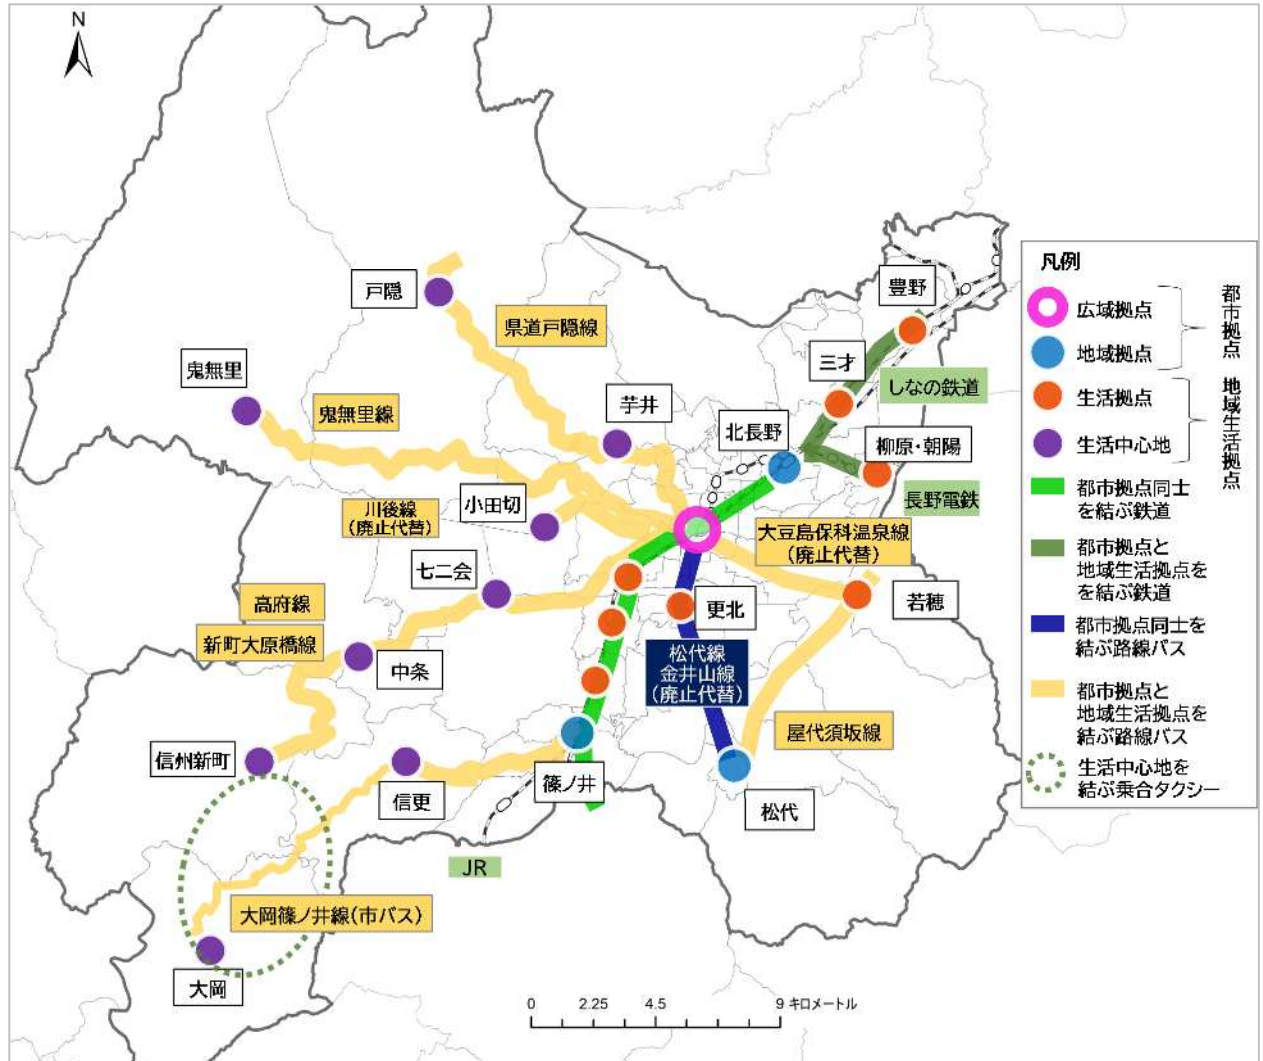 N
戸隠
県道戸隠線
鬼無里
鬼無里線
芋井
豊野
三才
しなの鉄道
北長野
柳原・朝陽
長野電鉄
川後線
(廃止代替)
小田切
大豆島保科温泉線
(廃止代替)
七二会
高府線
新町大原橋線
中条
更北
若穂
松代線
金井山線
(廃止代替)
屋代須坂線
信州新町
信更
篠ノ井
松代
JR
大岡篠ノ井線(市バス)
大岡
0 2.25 4.5 9 キロメートル
凡例
広域拠点
地域拠点
都市拠点
生活拠点
生活中心地
地域生活拠点
都市拠点同士
を結ぶ鉄道
都市拠点と
地域生活拠点を
を結ぶ鉄道
都市拠点同士を
結ぶ路線バス
都市拠点と
地域生活拠点を
結ぶ路線バス
生活中心地を
結ぶ乗合タクシー